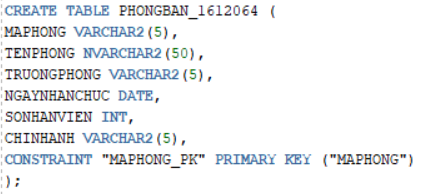 CREATE TABLE PHONGBAN_1612064 (
MAPHONG VARCHAR2(5),
TENPHONG NVARCHAR2(50),
TRUONGPHONG VARCHAR2(5),
NGAYNHANCHUC DATE,
SONHANVIEN INT,
CHINHANH VARCHAR2(5),
CONSTRAINT "MAPHONG_PK" PRIMARY KEY ("MAPHONG")
);